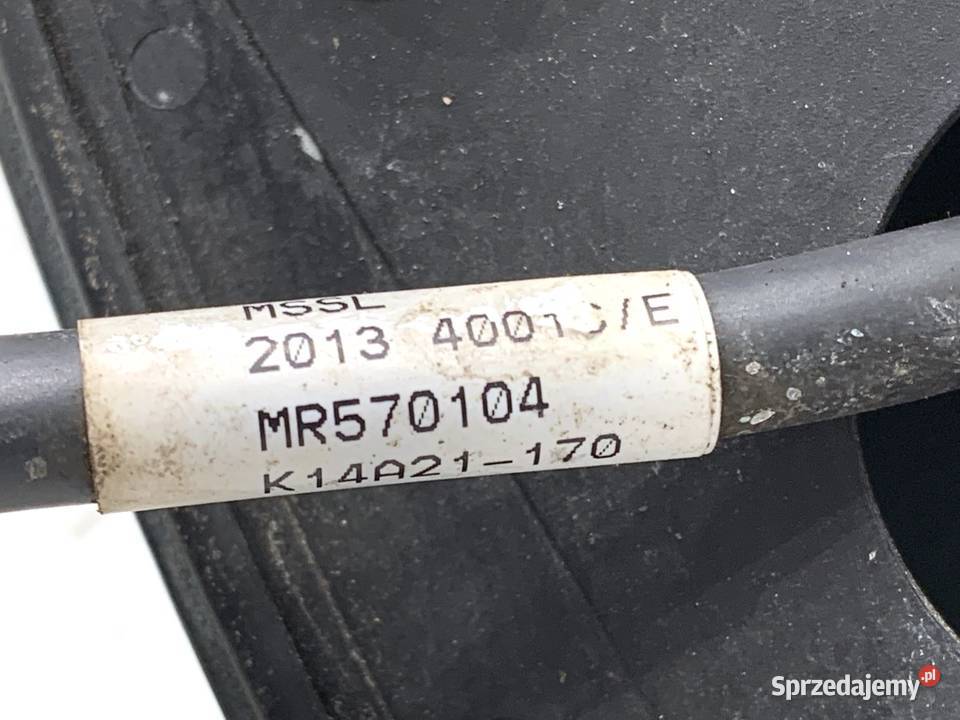 MSSL
2013
MR570104
K14A21-170
Sprzedajemy.pl